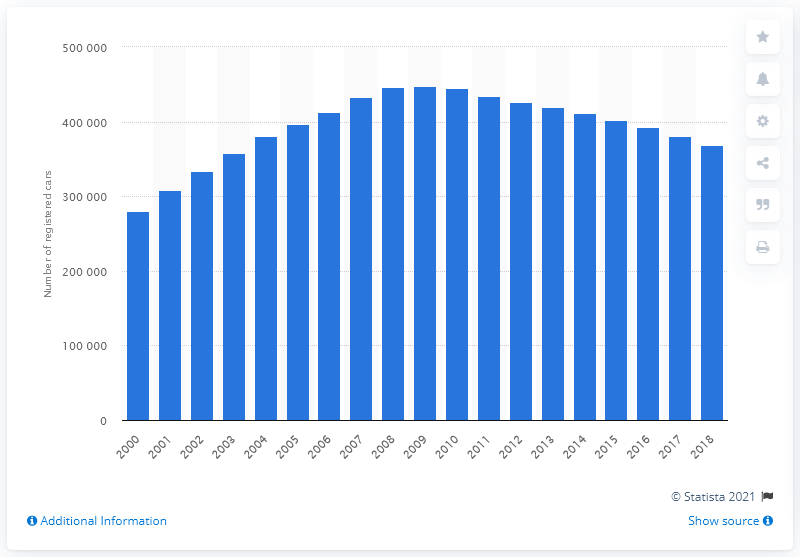 500 000
400 000
300 000
200 000
100 000
0
Number of registered cars
2000 2001 2002 2003 2004 2005 2006 2007 2008 2009 2010 2011 2012 2013 2014 2015 2016 2017 2018
© Statista 2021
Additional Information Show source